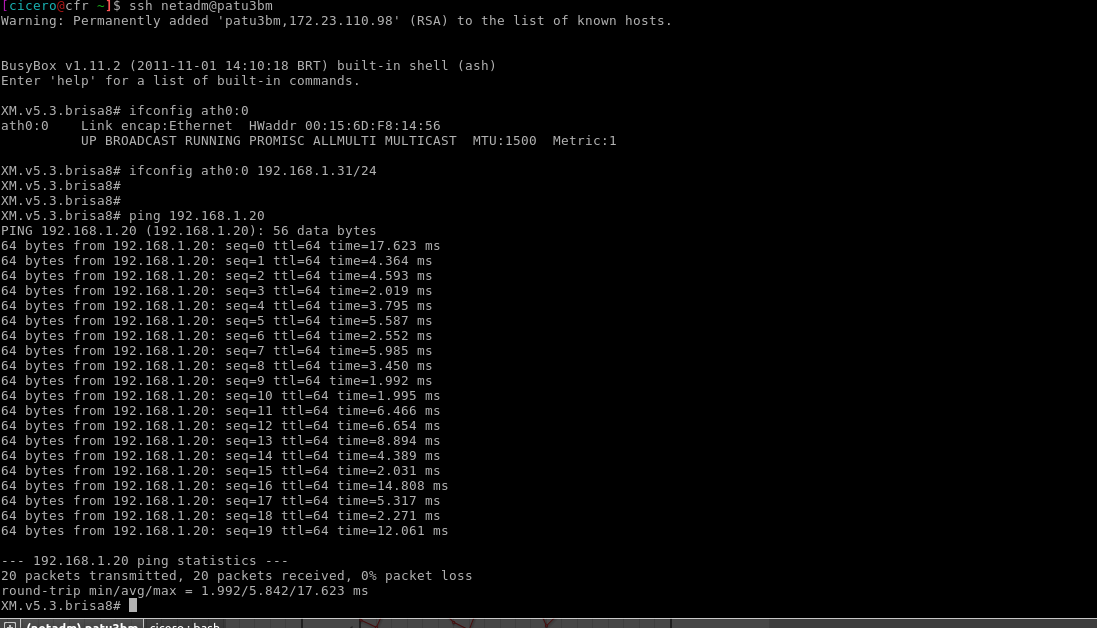 [cicero@cfr ~]$ ssh netadm@patu3bm
Warning: Permanently added 'patu3bm,172.23.110.98' (RSA) to the list of known hosts.
BusyBox v1.11.2 (2011-11-01 14:10:18 BRT) built-in shell (ash)
Enter 'help' for a list of built-in commands.
XM.v5.3.brisa8# ifconfig ath0:0
ath0:0    Link encap:Ethernet  HWaddr 00:15:6D:F8:14:56
          UP BROADCAST RUNNING PROMISC ALLMULTI MULTICAST  MTU:1500  Metric:1
XM.v5.3.brisa8# ifconfig ath0:0 192.168.1.31/24
XM.v5.3.brisa8#
XM.v5.3.brisa8#
XM.v5.3.brisa8# ping 192.168.1.20
PING 192.168.1.20 (192.168.1.20): 56 data bytes
64 bytes from 192.168.1.20: seq=0 ttl=64 time=17.623 ms
64 bytes from 192.168.1.20: seq=1 ttl=64 time=4.364 ms
64 bytes from 192.168.1.20: seq=2 ttl=64 time=4.593 ms
64 bytes from 192.168.1.20: seq=3 ttl=64 time=2.019 ms
64 bytes from 192.168.1.20: seq=4 ttl=64 time=3.795 ms
64 bytes from 192.168.1.20: seq=5 ttl=64 time=5.587 ms
64 bytes from 192.168.1.20: seq=6 ttl=64 time=2.552 ms
64 bytes from 192.168.1.20: seq=7 ttl=64 time=5.985 ms
64 bytes from 192.168.1.20: seq=8 ttl=64 time=3.450 ms
64 bytes from 192.168.1.20: seq=9 ttl=64 time=1.992 ms
64 bytes from 192.168.1.20: seq=10 ttl=64 time=1.995 ms
64 bytes from 192.168.1.20: seq=11 ttl=64 time=6.466 ms
64 bytes from 192.168.1.20: seq=12 ttl=64 time=6.654 ms
64 bytes from 192.168.1.20: seq=13 ttl=64 time=8.894 ms
64 bytes from 192.168.1.20: seq=14 ttl=64 time=4.389 ms
64 bytes from 192.168.1.20: seq=15 ttl=64 time=2.031 ms
64 bytes from 192.168.1.20: seq=16 ttl=64 time=14.808 ms
64 bytes from 192.168.1.20: seq=17 ttl=64 time=5.317 ms
64 bytes from 192.168.1.20: seq=18 ttl=64 time=2.271 ms
64 bytes from 192.168.1.20: seq=19 ttl=64 time=12.061 ms
--- 192.168.1.20 ping statistics ---
20 packets transmitted, 20 packets received, 0% packet loss
round-trip min/avg/max = 1.992/5.842/17.623 ms
XM.v5.3.brisa8#
(netadm) patu3bm
cicero : bash